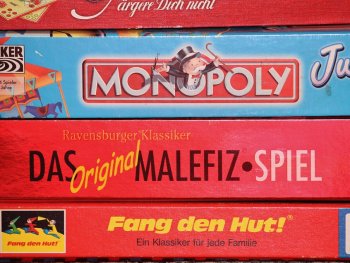 ärgere Dich nicht
MONOPOLY
Ju
Ravensburger Klassiker
DAS Original MALEFIZ•SPIEL
Fang den Hut!
Fang den Hut!®
Ein Klassiker für jede Familie